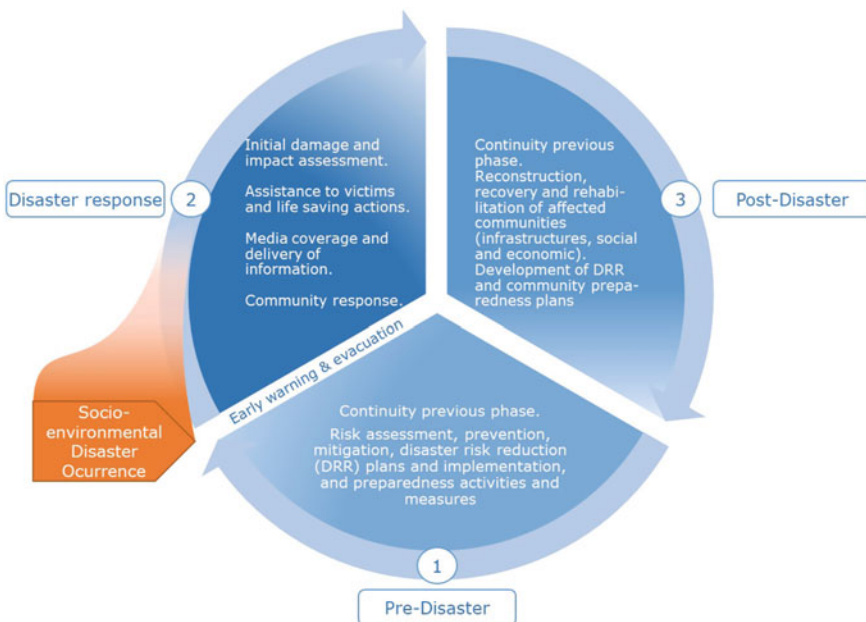 Disaster response
2
Initial damage and
impact assessment.
Assistance to victims
and life saving actions.
Media coverage and
delivery of
information.
Community response.
Continuity previous
phase.
Reconstruction,
recovery and rehabi-
litation of affected
communities
(infrastructures, social
and economic).
Development of DRR
and community prepa-
redness plans
3
Post-Disaster
Early warning & evacuation
Socio-
environmental
Disaster
Ocurrence
Continuity previous phase.
Risk assessment, prevention,
mitigation, disaster risk reduction
(DRR) plans and implementation,
and preparedness activities and
measures
1
Pre-Disaster